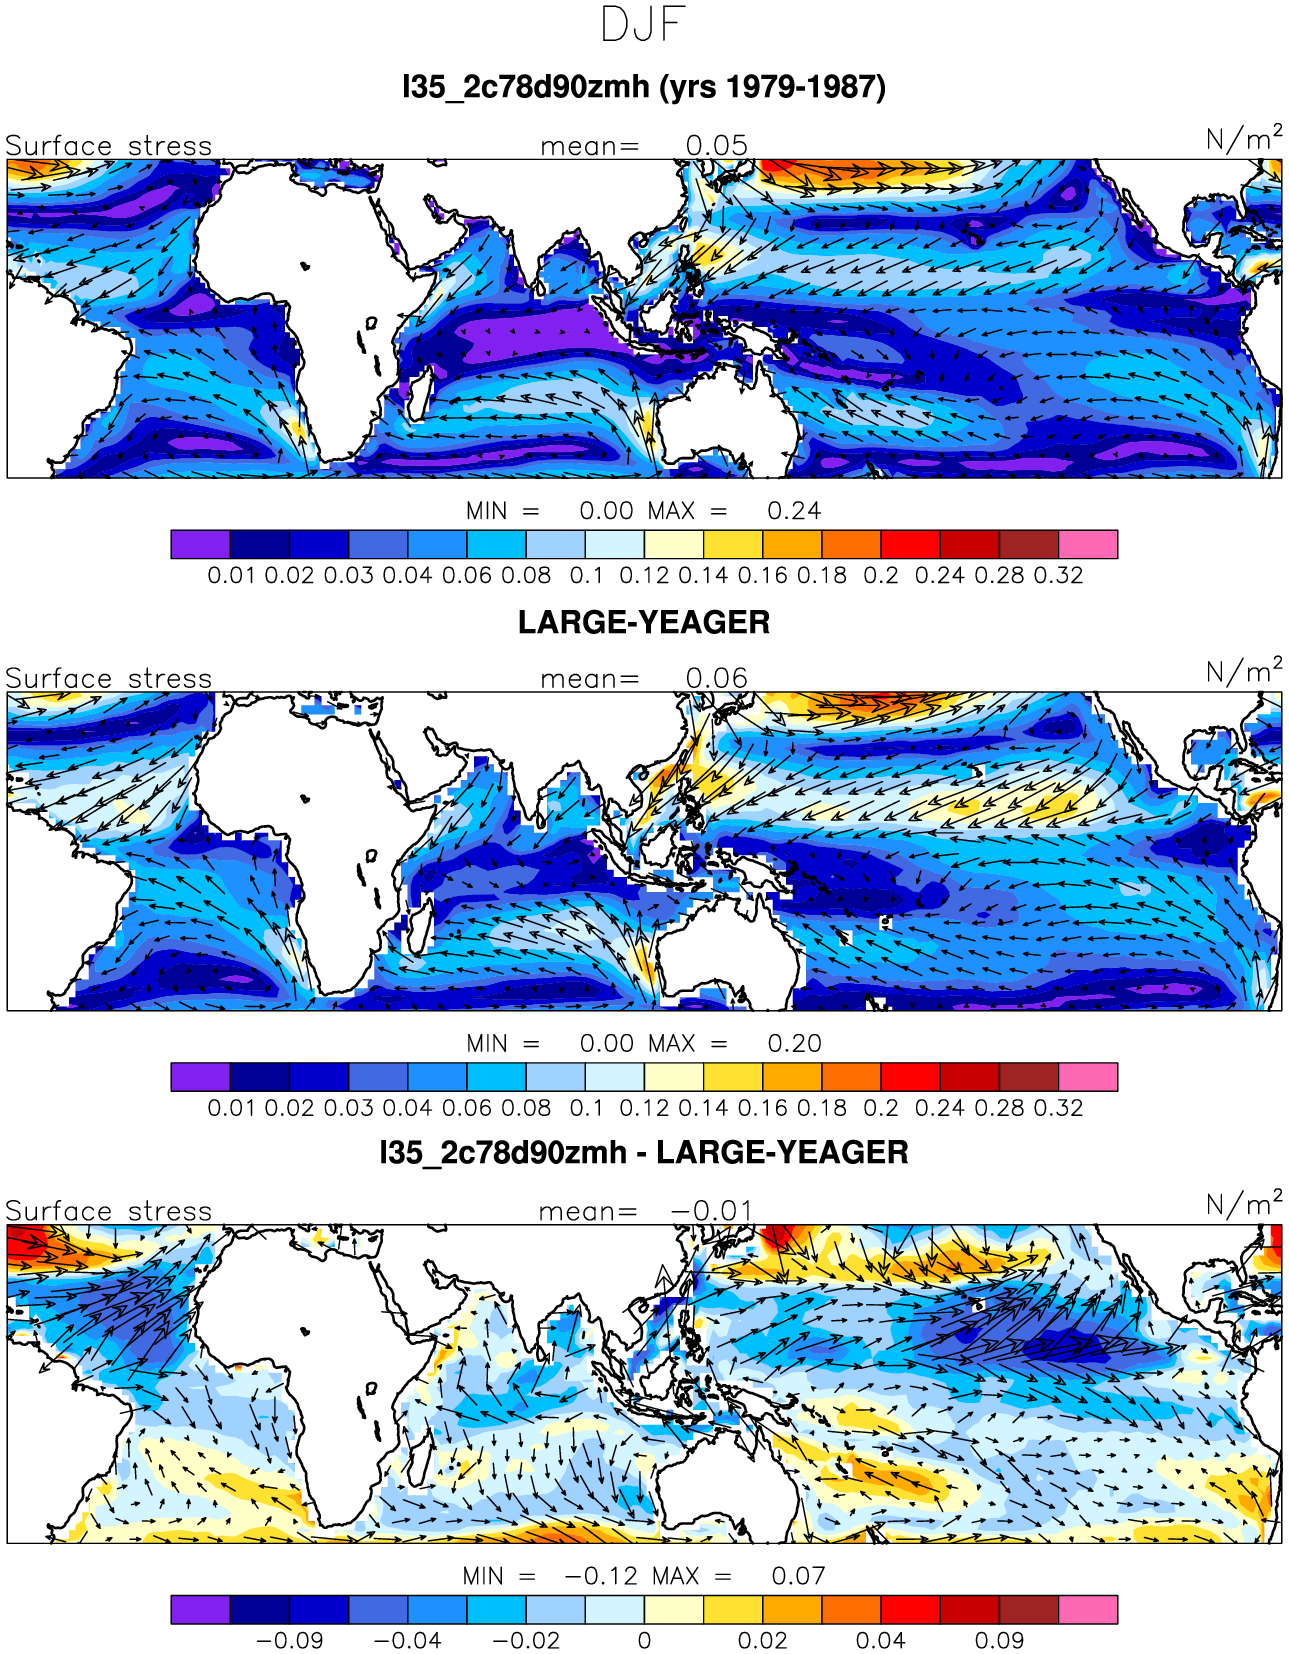 DJF
l35_2c78d90zmh (yrs 1979-1987)
Surface stress mean= 0.05 N/m²
MIN = 0.00 MAX = 0.24
0.01 0.02 0.03 0.04 0.06 0.08 0.1 0.12 0.14 0.16 0.18 0.2 0.24 0.28 0.32
LARGE-YEAGER
Surface stress mean= 0.06 N/m²
MIN = 0.00 MAX = 0.20
0.01 0.02 0.03 0.04 0.06 0.08 0.1 0.12 0.14 0.16 0.18 0.2 0.24 0.28 0.32
l35_2c78d90zmh - LARGE-YEAGER
Surface stress mean= −0.01 N/m²
MIN = −0.12 MAX = 0.07
−0.09 −0.04 −0.02 0 0.02 0.04 0.09